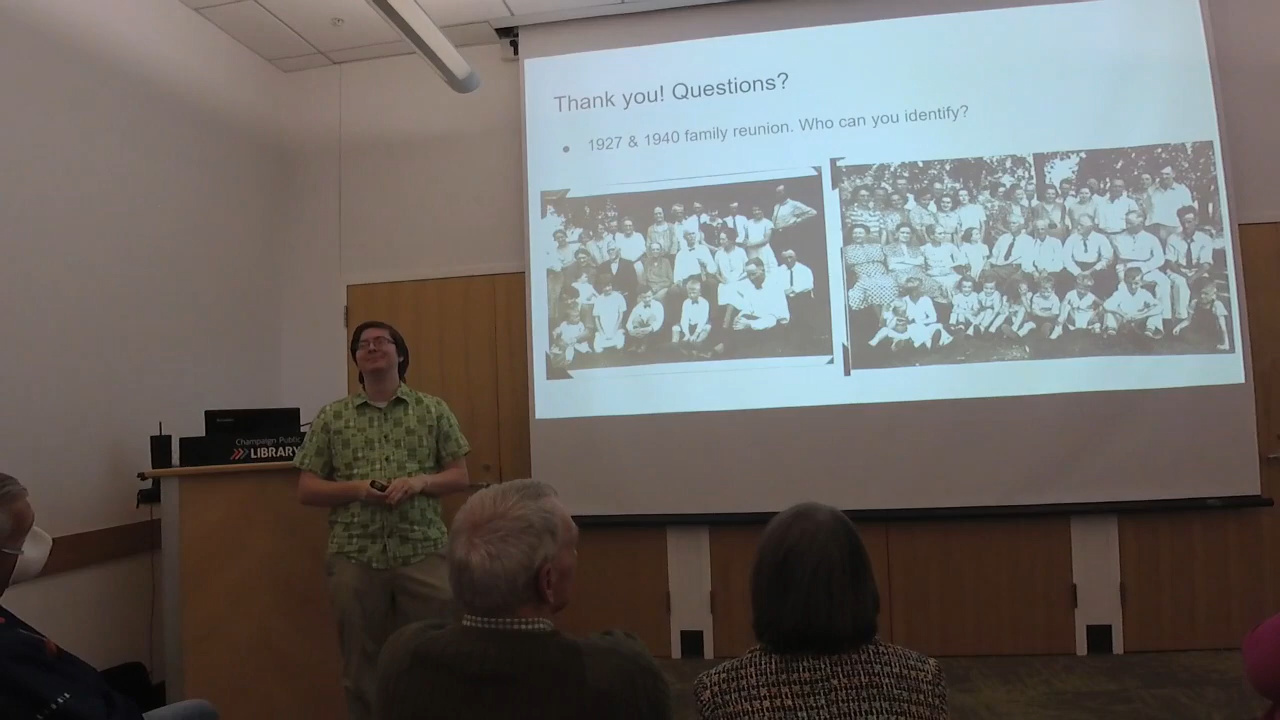 Thank you! Questions?
• 1927 & 1940 family reunion. Who can you identify?
Champaign Public
LIBRARY